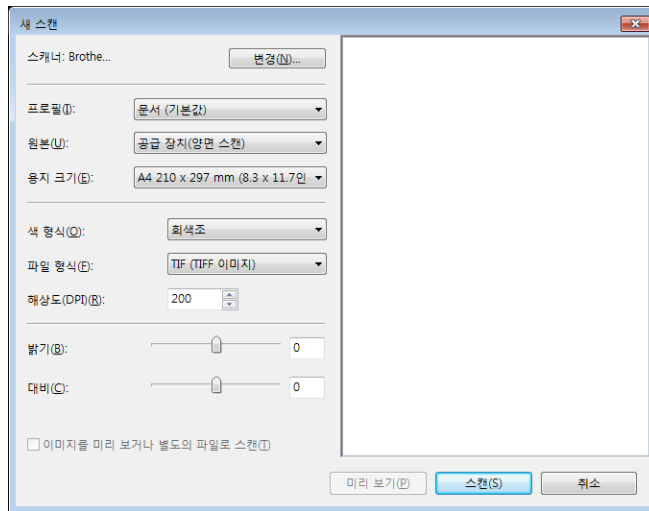 새 스캔
스캐너: Brothe...
변경(N)...
프로필(I):
문서 (기본값)
원본(U):
공급 장치(양면 스캔)
용지 크기(E):
A4 210 x 297 mm (8.3 x 11.7인
색 형식(O):
회색조
파일 형식(F):
TIF (TIFF 이미지)
해상도(DPI)(R):
200
밝기(B):
0
대비(C):
0
이미지를 미리 보거나 별도의 파일로 스캔(T)
미리 보기(P)
스캔(S)
취소